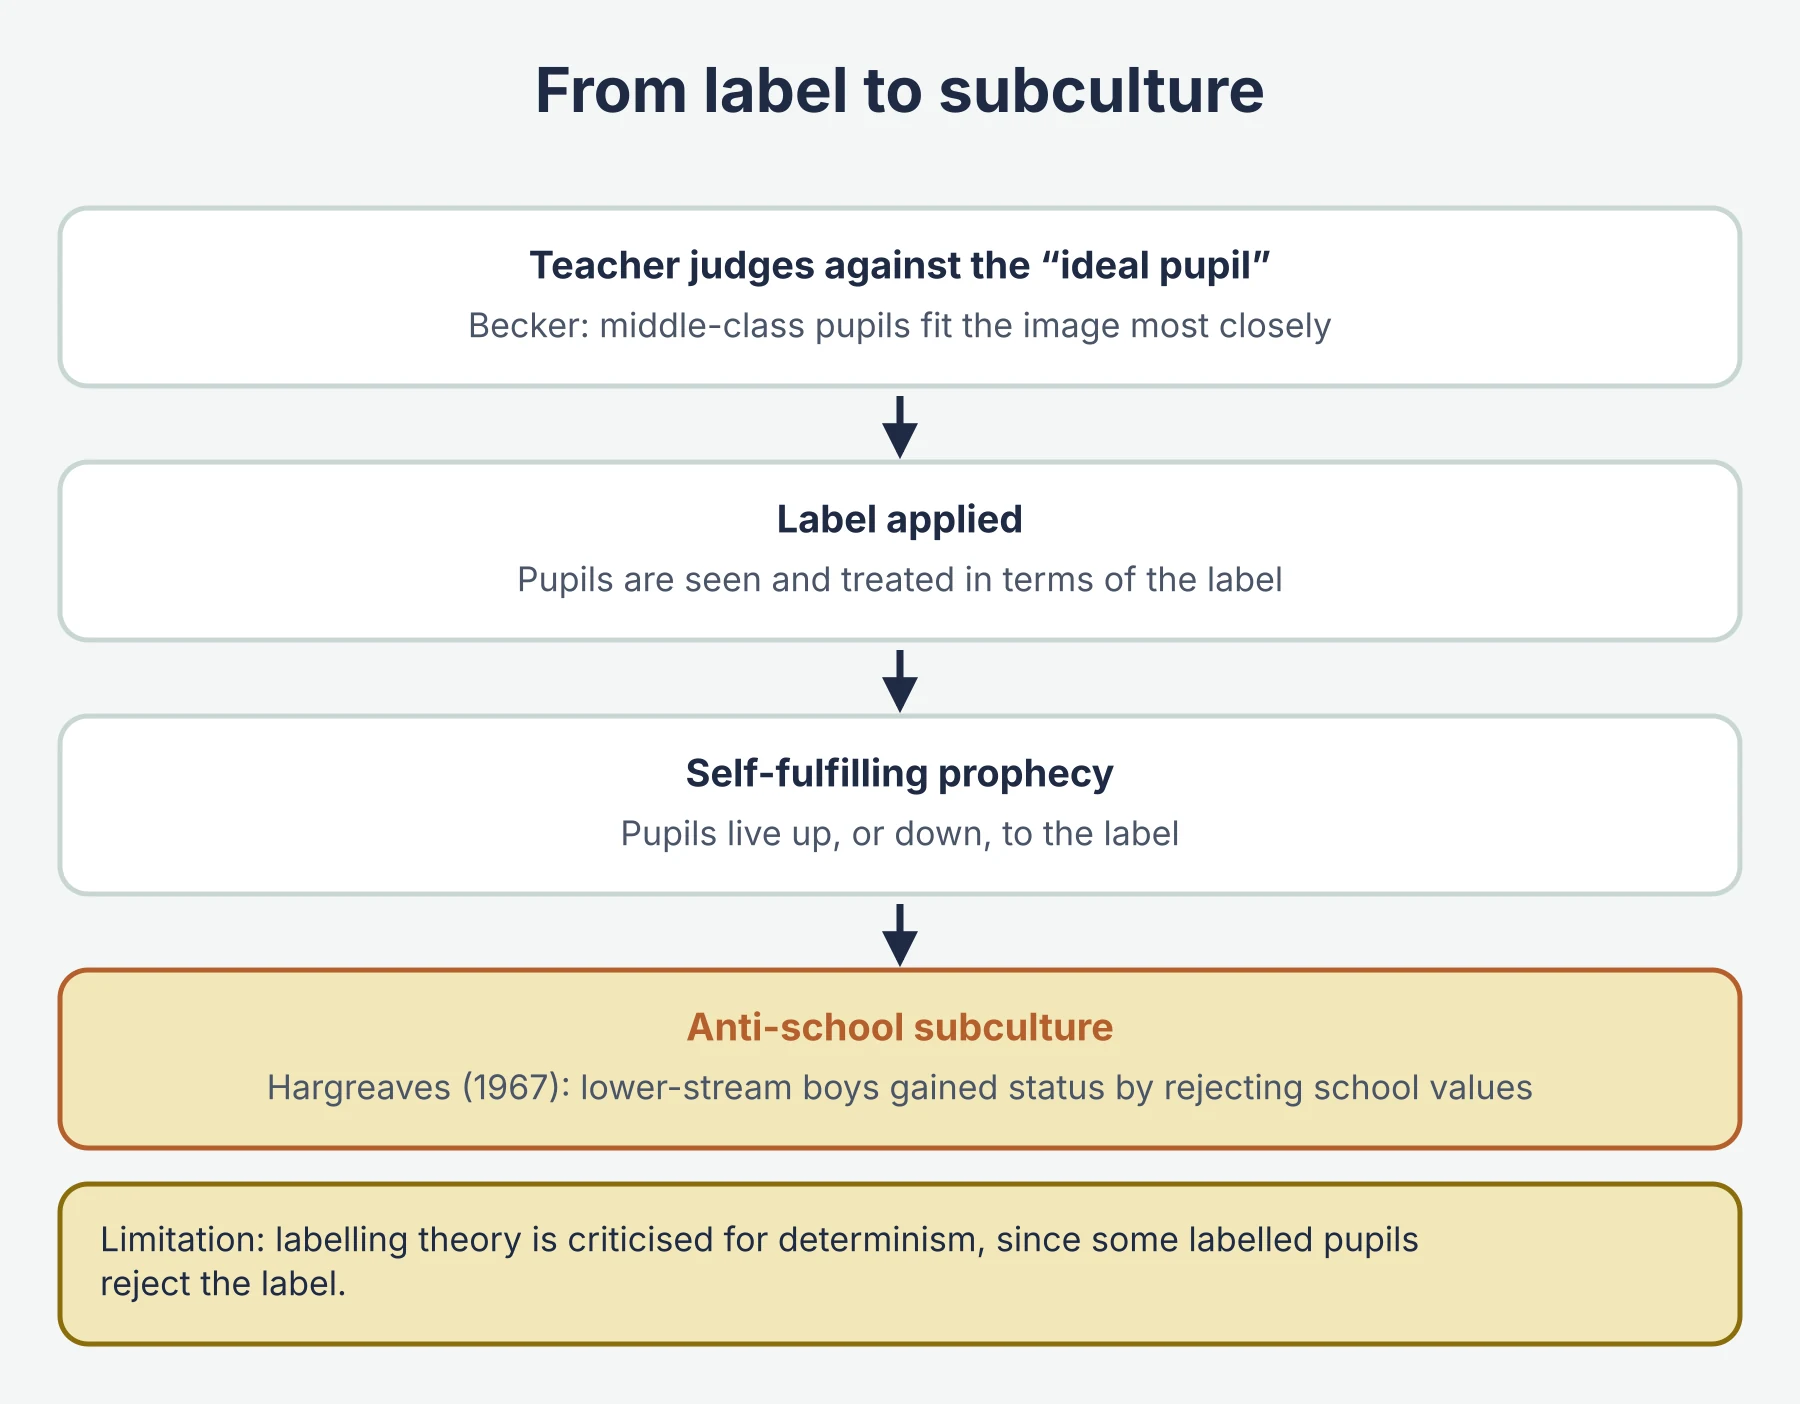 From label to subculture
Teacher judges against the “ideal pupil”
Becker: middle-class pupils fit the image most closely
Label applied
Pupils are seen and treated in terms of the label
Self-fulfilling prophecy
Pupils live up, or down, to the label
Anti-school subculture
Hargreaves (1967): lower-stream boys gained status by rejecting school values
Limitation: labelling theory is criticised for determinism, since some labelled pupils
reject the label.